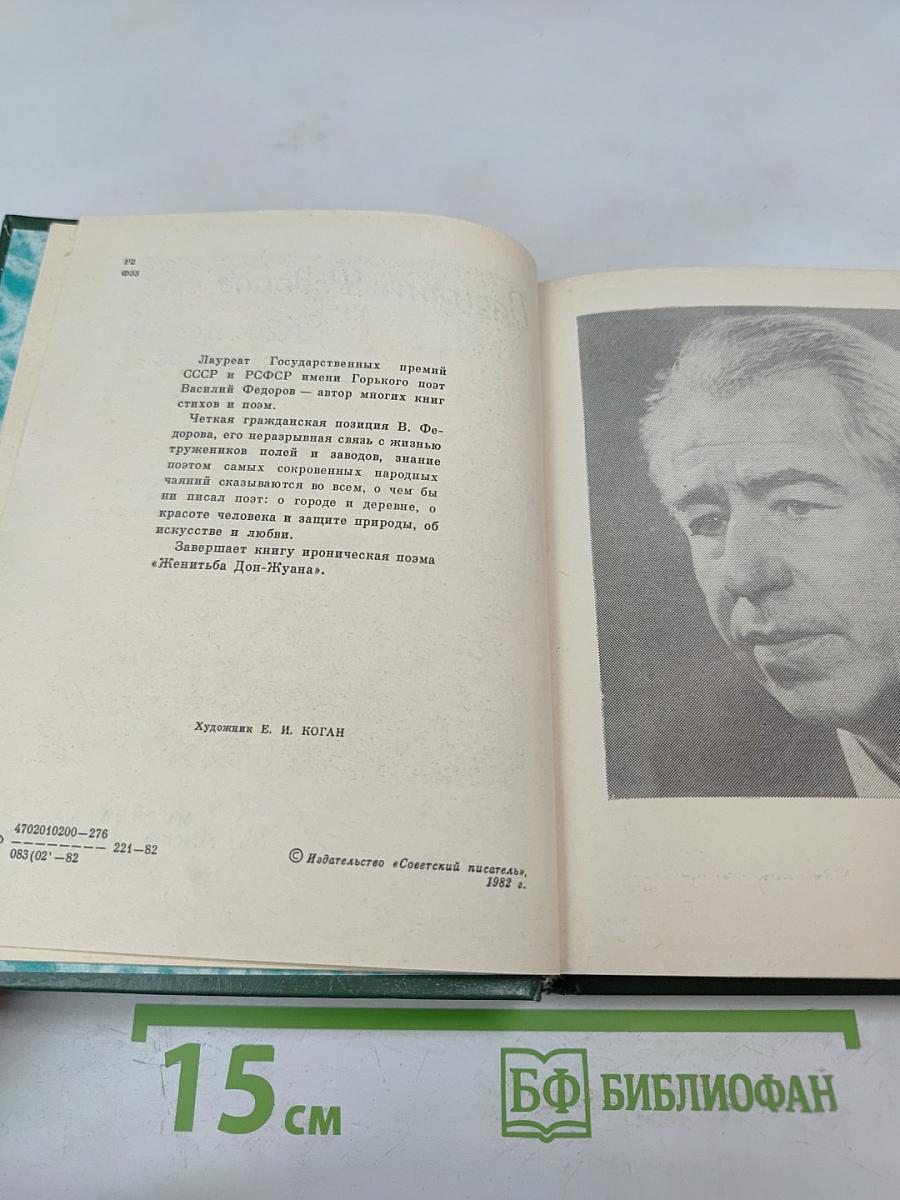 Р2
Ф33
Лауреат Государственных премий
СССР и РСФСР имени Горького поэт
Василий Федоров — автор многих книг
стихов и поэм.
Четкая гражданская позиция В. Фе-
дорова, его неразрывная связь с жизнью
тружеников полей и заводов, знание
поэтом самых сокровенных народных
чаяний сказываются во всем, о чем бы
ни писал поэт: о городе и деревне, о
красоте человека и защите природы, об
искусстве и любви.
Завершает книгу ироническая поэма
«Женитьба Дон-Жуана».
Художник Е. И. КОГАН
4702010200—276
083(02'—82
221—82
© Издательство «Советский писатель»,
1982 г.
15 см
БФ БИБЛИОФАН